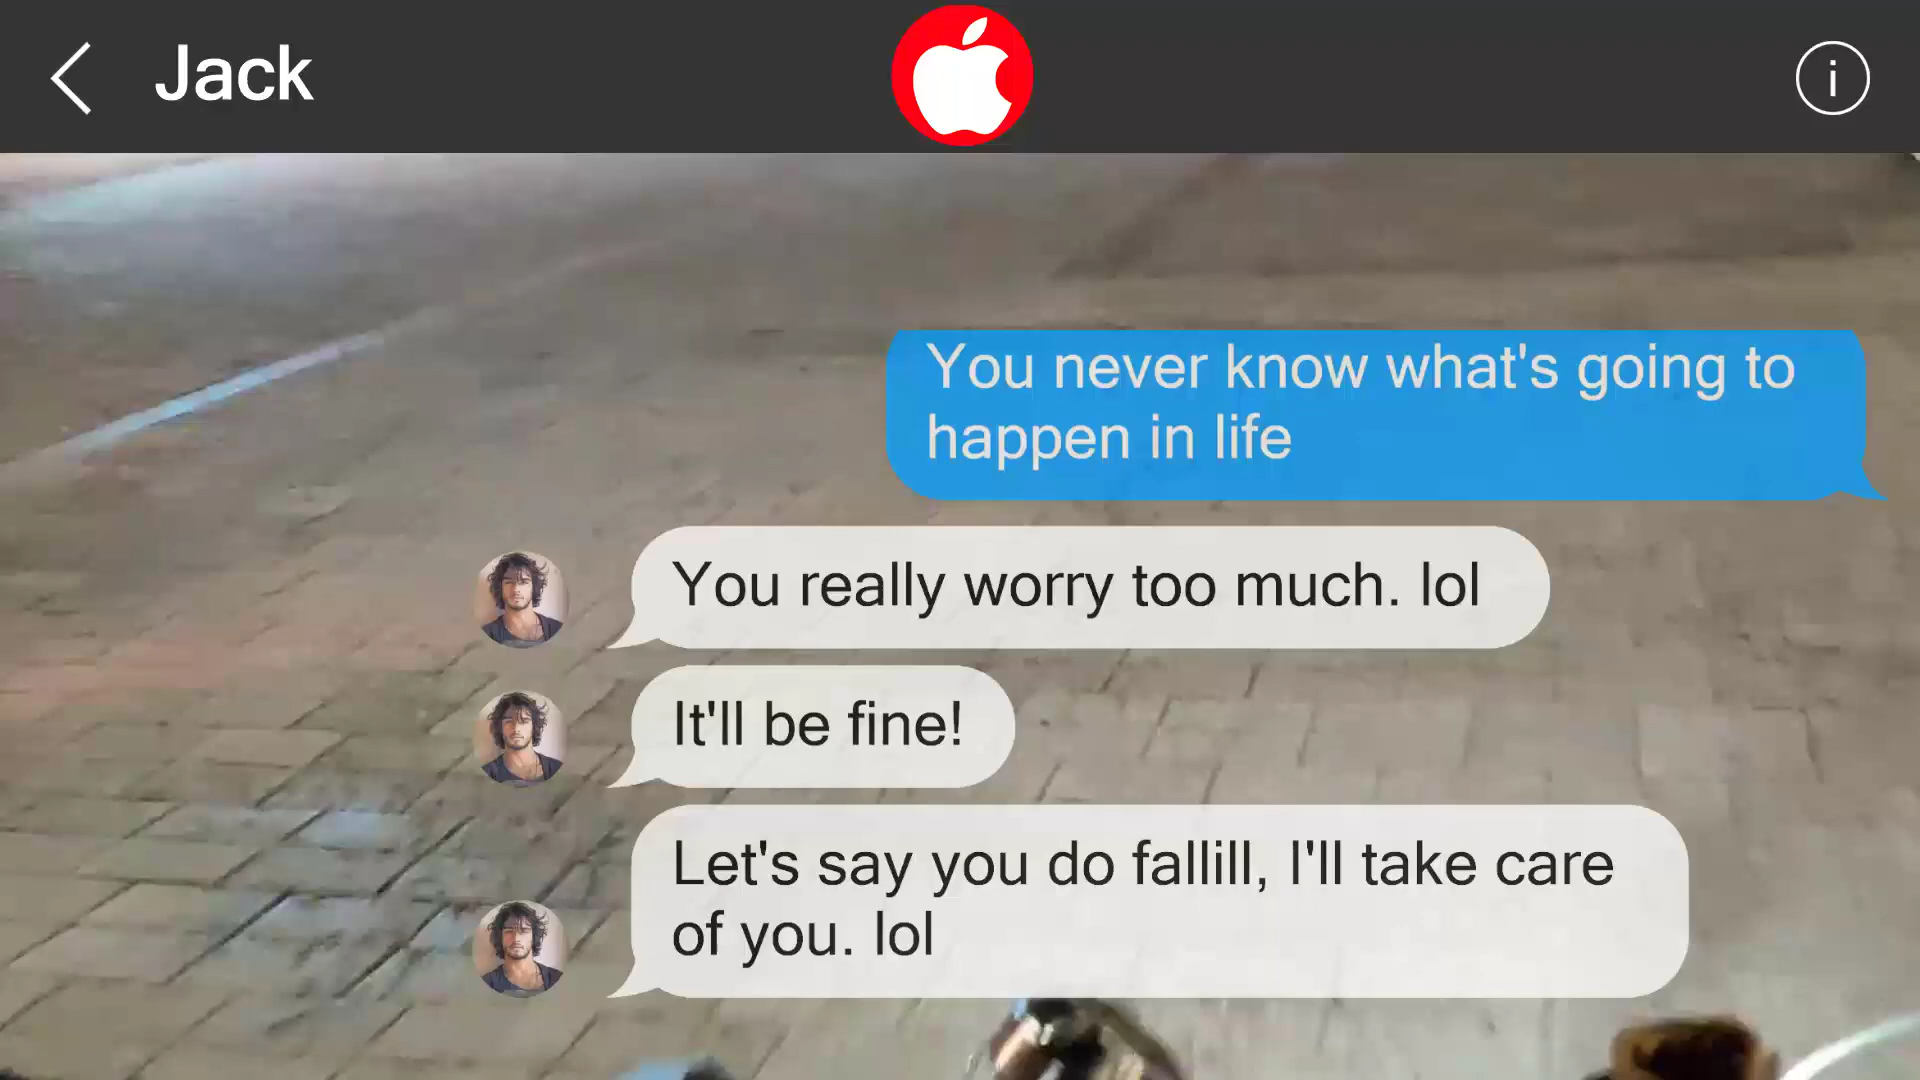 Jack
i
You never know what's going to
happen in life
You really worry too much. lol
It'll be fine!
Let's say you do fallill, I'll take care
of you. lol